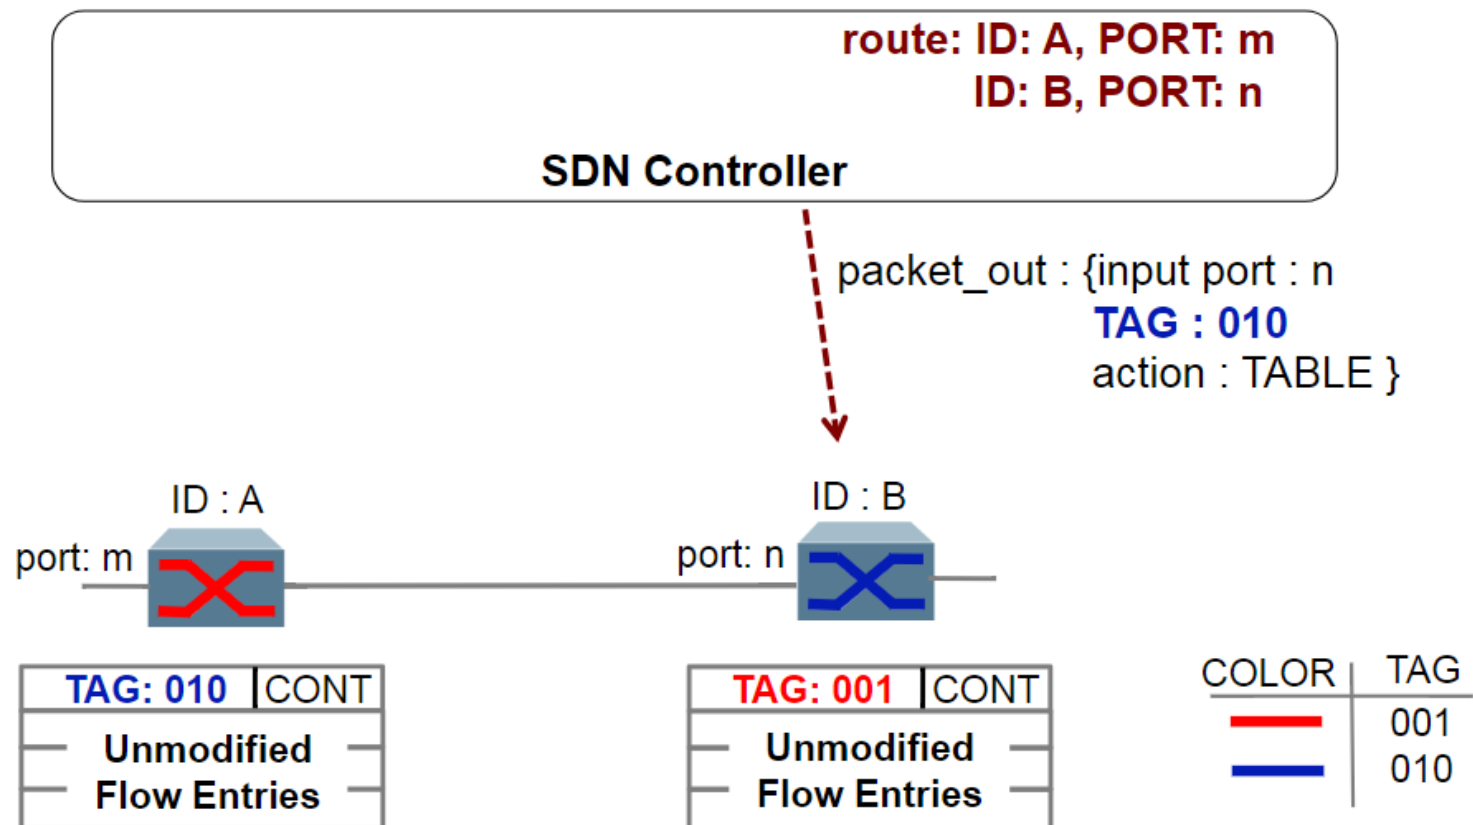 route: ID: A, PORT: m
ID: B, PORT: n
SDN Controller
packet_out : {input port : n
TAG : 010
action : TABLE }
ID : A
ID : B
port: m
port: n
TAG: 010 CONT
Unmodified
Flow Entries
TAG: 001 CONT
Unmodified
Flow Entries
COLOR TAG
001
010